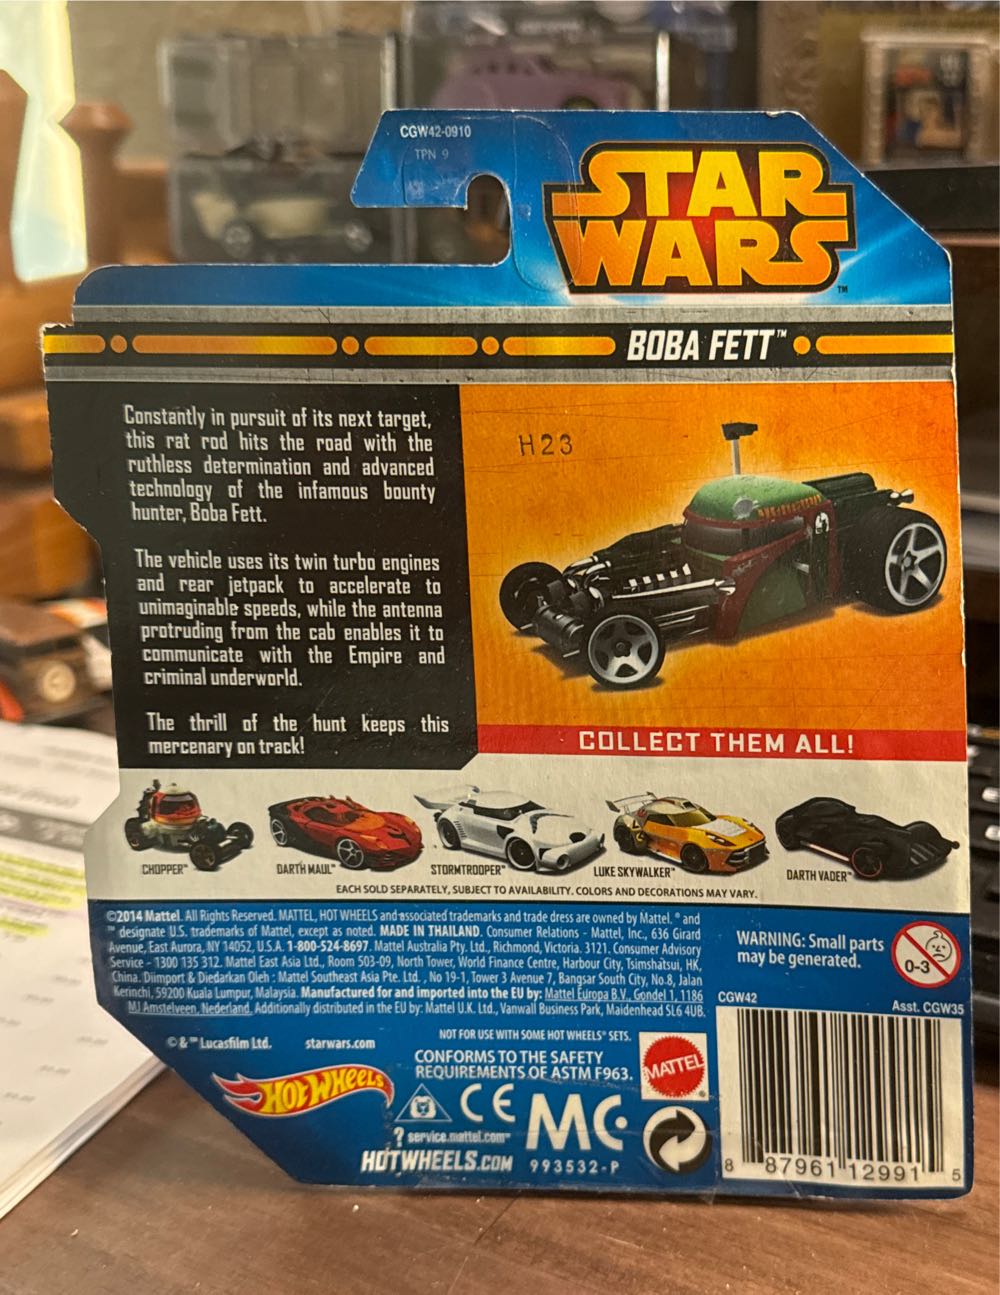 CGW42-0910
TPN 9
STAR
WARS™
BOBA FETT™
Constantly in pursuit of its next target,
this rat rod hits the road with the
ruthless determination and advanced
technology of the infamous bounty
hunter, Boba Fett.
The vehicle uses its twin turbo engines
and rear jetpack to accelerate to
unimaginable speeds, while the antenna
protruding from the cab enables it to
communicate with the Empire and
criminal underworld.
The thrill of the hunt keeps this
mercenary on track!
H23
COLLECT THEM ALL!
CHOPPER™
DARTH MAUL™
STORMTROOPER™
LUKE SKYWALKER™
DARTH VADER™
EACH SOLD SEPARATELY, SUBJECT TO AVAILABILITY. COLORS AND DECORATIONS MAY VARY.
©2014 Mattel. All Rights Reserved. MATTEL, HOT WHEELS and associated trademarks and trade dress are owned by Mattel. ® and
™ designate U.S. trademarks of Mattel, except as noted. MADE IN THAILAND. Consumer Relations - Mattel, Inc., 636 Girard
Avenue, East Aurora, NY 14052, U.S.A. 1-800-524-8697. Mattel Australia Pty. Ltd., Richmond, Victoria. 3121. Consumer Advisory
Service - 1300 135 312. Mattel East Asia Ltd., Room 503-09, North Tower, World Finance Centre, Harbour City, Tsimshatsui, HK,
China. Diimport & Diedarkan Oleh : Mattel Southeast Asia Pte. Ltd. , No 19-1, Tower 3 Avenue 7, Bangsar South City, No.8, Jalan
Kerinchi, 59200 Kuala Lumpur, Malaysia. Manufactured for and imported into the EU by: Mattel Europa B.V., Gondel 1, 1186
MJ Amstelveen, Nederland. Additionally distributed in the EU by: Mattel U.K. Ltd., Vanwall Business Park, Maidenhead SL6 4UB.
WARNING: Small parts
may be generated.
0-3
© & ™ Lucasfilm Ltd. starwars.com
NOT FOR USE WITH SOME HOT WHEELS® SETS.
CONFORMS TO THE SAFETY
REQUIREMENTS OF ASTM F963.
MATTEL®
HOT WHEELS
CE
MC
? service.mattel.com™
HOTWHEELS.COM
993532-P
CGW42
Asst. CGW35
8 87961 12991 5